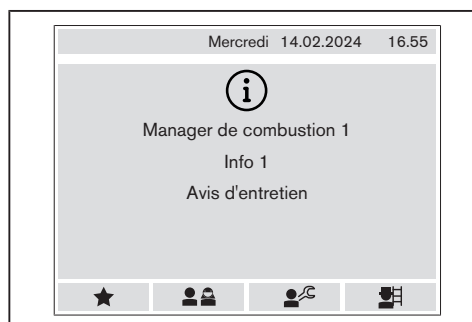 Mercredi 14.02.2024 16.55
Manager de combustion 1
Info 1
Avis d'entretien